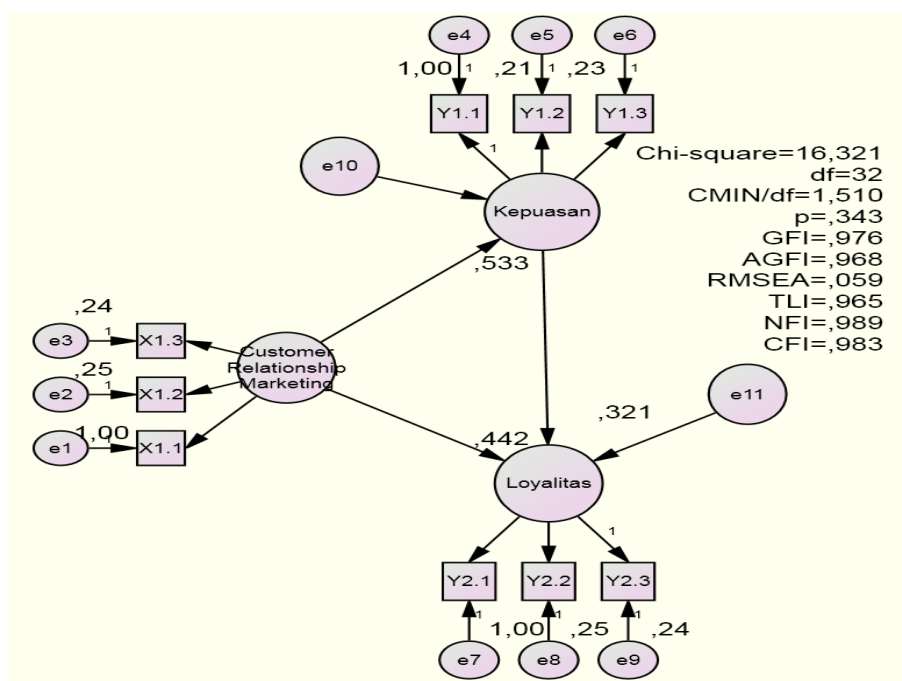 e4 e5 e6
1,00 1 ,21 1 ,23 1
Y1.1 Y1.2 Y1.3
1
e10
Kepuasan
Chi-square=16,321
df=32
CMIN/df=1,510
p=,343
GFI=,976
AGFI=,968
RMSEA=,059
TLI=,965
NFI=,989
CFI=,983
,533
,24
e3 1 X1.3
,25
e2 1 X1.2
1,00
e1 1 X1.1
Customer
Relationship
Marketing
e11
,321
,442
Loyalitas
1
Y2.1 Y2.2 Y2.3
1 1 1
1,00 ,25 ,24
e7 e8 e9